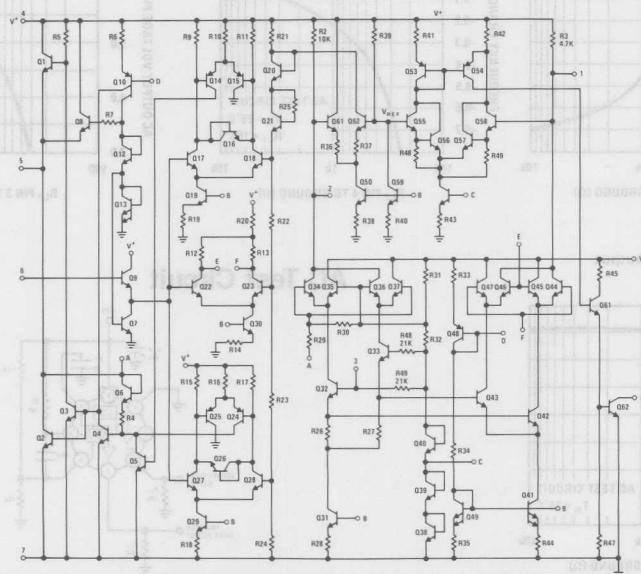 4 V+ R5 R6 R9 R10 R11 R21 R2 10K R39 V+ R41 R42 R3 4.7K
Q1 Q10 D Q14 Q15 Q20 Q53 Q54 1
Q8 R7 R25 Q61 Q62 VREF Q55 Q58
5 Q12 Q16 Q21 Q56 Q57
Q17 Q18 R36 R37 R48 R49
Q13 Q19 B 2 Q50 Q59 B C
R19 V+ R38 R40 R43
V+ R20 R22 E
R12 E F R13 V+
6 Q9 Q22 Q23 Q34 Q35 Q36 Q37 R31 R33 Q47 Q46 Q45 Q44 R45
Q7 B Q30 R29 R30 R32 Q48 D F Q61
A R14 A Q33 R48 21K
V+ 3 R49 21K
Q6 R15 R16 R17 Q32 Q43 Q62
R4 R23 Q42
Q3 Q25 Q24 R26 R27
Q2 Q4 Q5 Q40 R34
Q26 C
Q27 Q28 Q39 Q41
Q29 B Q31 B Q38 Q49 B
7 R18 R24 R28 R35 R44 R47